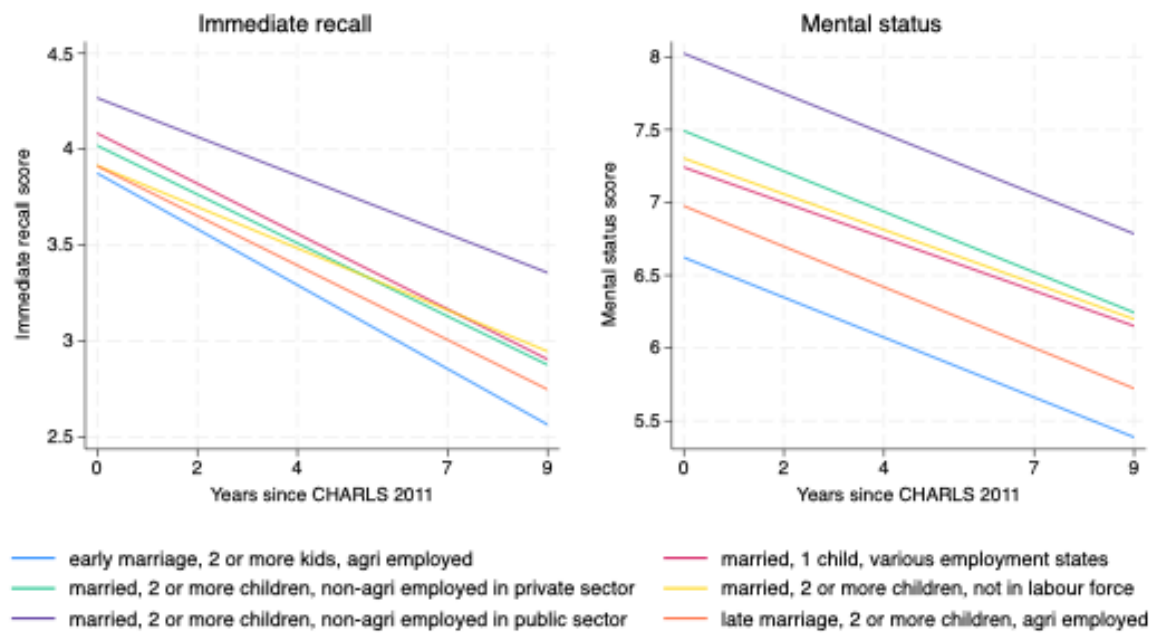 Immediate recall
4.5
4
3.5
3
2.5
Immediate recall score
0 2 4 7 9
Years since CHARLS 2011
Mental status
8
7.5
7
6.5
6
5.5
Mental status score
0 2 4 7 9
Years since CHARLS 2011
early marriage, 2 or more kids, agri employed
married, 1 child, various employment states
married, 2 or more children, non-agri employed in private sector
married, 2 or more children, not in labour force
married, 2 or more children, non-agri employed in public sector
late marriage, 2 or more children, agri employed